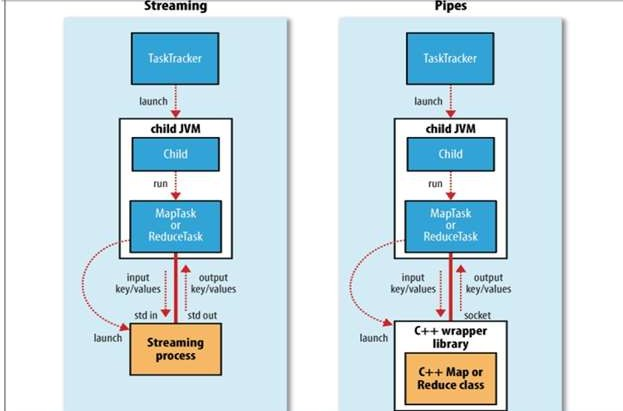 Streaming
TaskTracker
launch
child JVM
Child
run
MapTask
or
ReduceTask
input
key/values
output
key/values
std in
std out
launch
Streaming
process
Pipes
TaskTracker
launch
child JVM
Child
run
MapTask
or
ReduceTask
input
key/values
output
key/values
socket
launch
C++ wrapper
library
C++ Map or
Reduce class